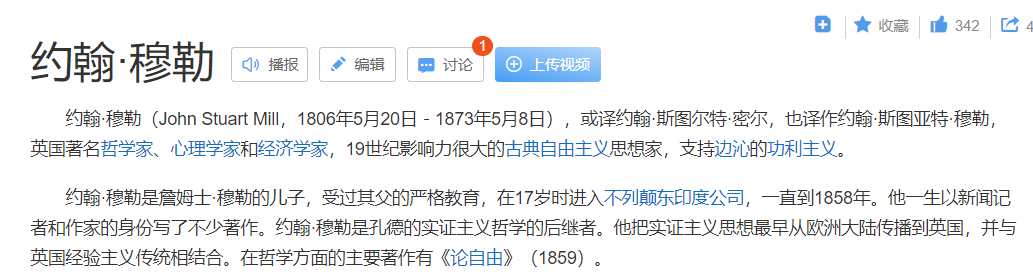 收藏 342 4
约翰·穆勒 播报 编辑 讨论 1 上传视频
约翰·穆勒（John Stuart Mill，1806年5月20日－1873年5月8日），或译约翰·斯图尔特·密尔，也译作约翰·斯图亚特·穆勒，
英国著名哲学家、心理学家和经济学家，19世纪影响力很大的古典自由主义思想家，支持边沁的功利主义。
约翰·穆勒是詹姆士·穆勒的儿子，受过其父的严格教育，在17岁时进入不列颠东印度公司，一直到1858年。他一生以新闻记
者和作家的身份写了不少著作。约翰·穆勒是孔德的实证主义哲学的后继者。他把实证主义思想最早从欧洲大陆传播到英国，并与
英国经验主义传统相结合。在哲学方面的主要著作有《论自由》（1859）。